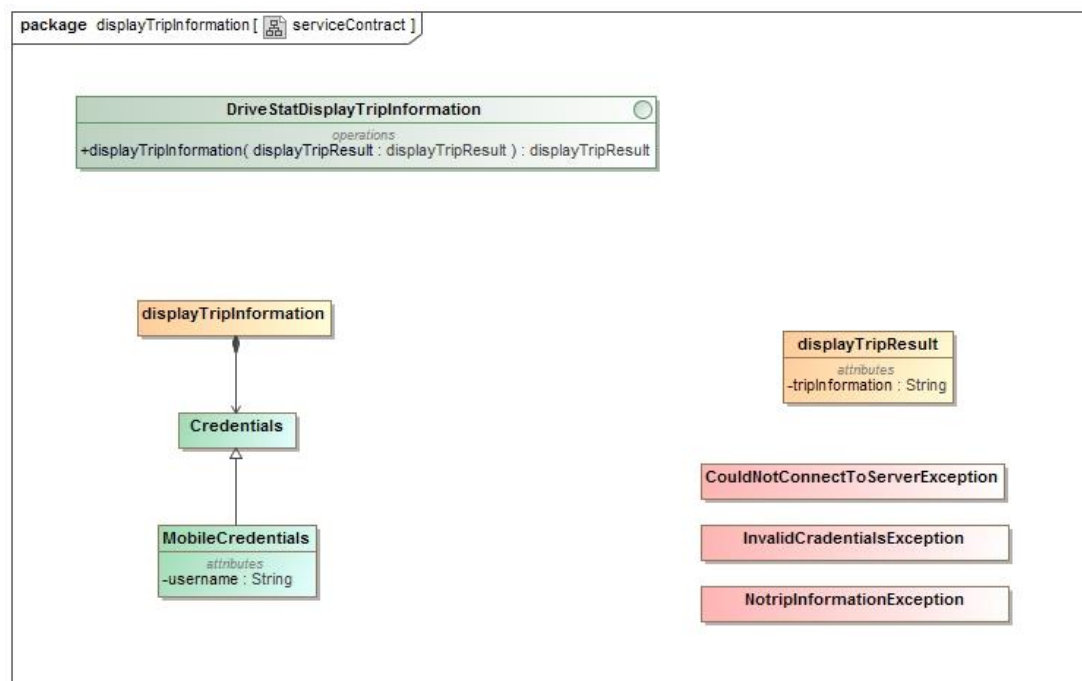 package displayTripInformation [ serviceContract ]
DriveStatDisplayTripInformation
operations
+displayTripInformation( displayTripResult : displayTripResult ) : displayTripResult
displayTripInformation
displayTripResult
attributes
-tripInformation : String
Credentials
CouldNotConnectToServerException
MobileCredentials
attributes
-username : String
InvalidCradentialsException
NotripInformationException